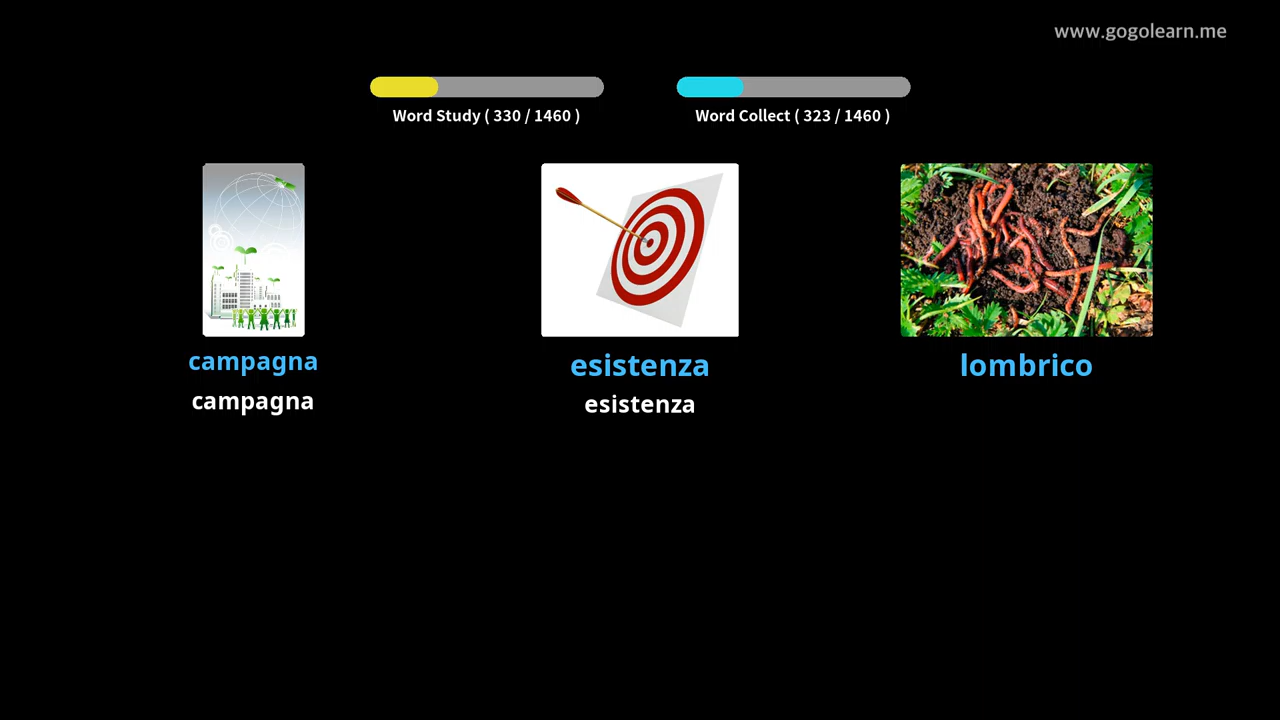 www.gogolearn.me
Word Study ( 330 / 1460 )
Word Collect ( 323 / 1460 )
campagna
campagna
esistenza
esistenza
lombrico